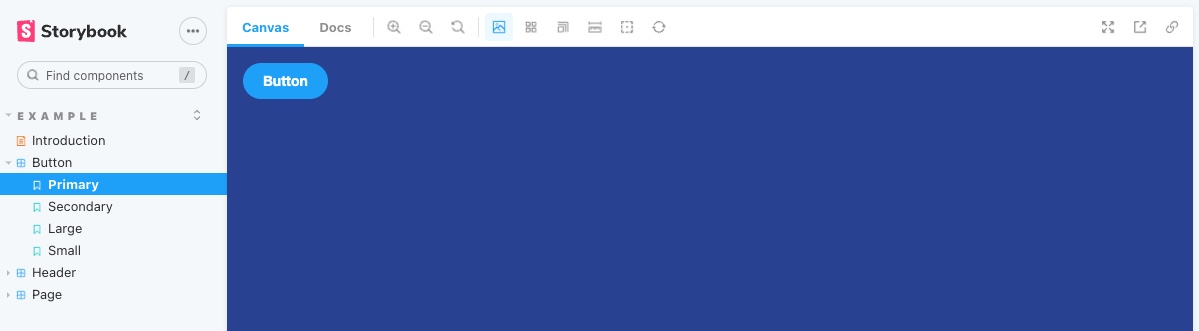 Storybook
Find components
/
EXAMPLE
Introduction
Button
Primary
Secondary
Large
Small
Header
Page
Canvas
Docs
Button